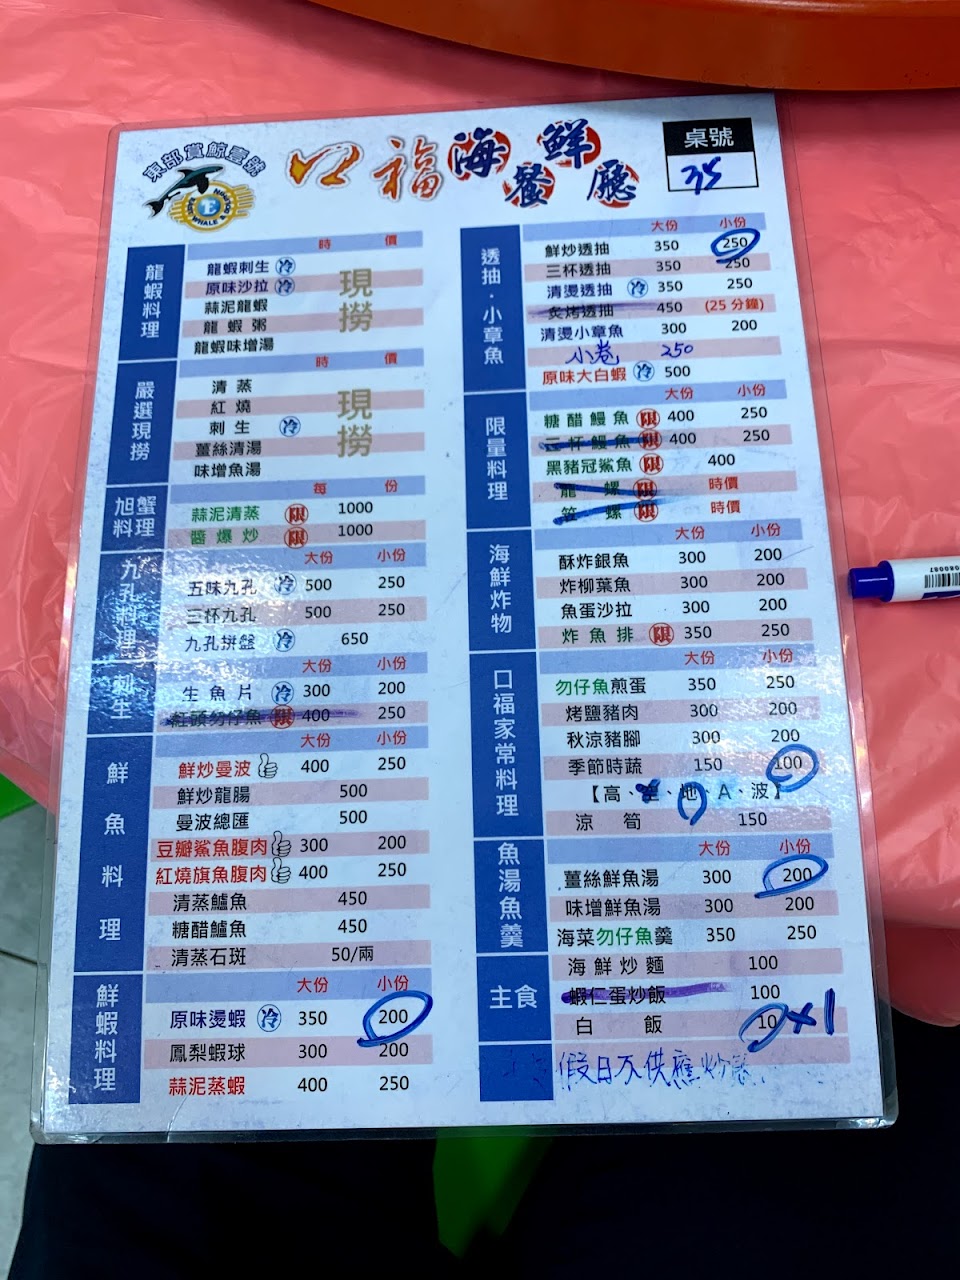 東部賞鯨壹號
E
WHALE
口福海鮮餐廳
桌號
35
龍蝦料理
時 價
龍蝦刺生 冷
原味沙拉 冷
蒜泥龍蝦
龍蝦粥
龍蝦味增湯
現撈
嚴選現撈
時 價
清蒸
紅燒
刺生 冷
薑絲清湯
味增魚湯
現撈
旭蟹料理
每 份
蒜泥清蒸 限 1000
醬爆炒 限 1000
九孔料理
大份 小份
五味九孔 冷 500 250
三杯九孔 500 250
九孔拼盤 冷 650
刺生
大份 小份
生魚片 冷 300 200
紅頭勿仔魚 限 400 250
鮮魚料理
大份 小份
鮮炒曼波 400 250
鮮炒龍腸 500
曼波總匯 500
豆瓣鯊魚腹肉 300 200
紅燒旗魚腹肉 400 250
清蒸鱸魚 450
糖醋鱸魚 450
清蒸石斑 50/兩
鮮蝦料理
大份 小份
原味燙蝦 冷 350 200
鳳梨蝦球 300 200
蒜泥蒸蝦 400 250
透抽．小章魚
大份 小份
鮮炒透抽 350 250
三杯透抽 350 250
清燙透抽 冷 350 250
炙烤透抽 450 (25分鐘)
清燙小章魚 300 200
小卷 250
原味大白蝦 冷 500
限量料理
大份 小份
糖醋鰻魚 限 400 250
三杯鰻魚 限 400 250
黑豬冠鯊魚 限 400
龍螺 限 時價
笠螺 限 時價
海鮮炸物
大份 小份
酥炸銀魚 300 200
炸柳葉魚 300 200
魚蛋沙拉 300 200
炸魚排 限 350 250
口福家常料理
大份 小份
勿仔魚煎蛋 350 250
烤鹽豬肉 300 200
秋涼豬腳 300 200
季節時蔬 150 100
【高、、地、A、波】
涼筍 150
魚湯魚羹
大份 小份
薑絲鮮魚湯 300 200
味增鮮魚湯 300 200
海菜勿仔魚羹 350 250
主食
海鮮炒麵 100
蝦仁蛋炒飯 100
白飯 10 x1
假日不供應炒